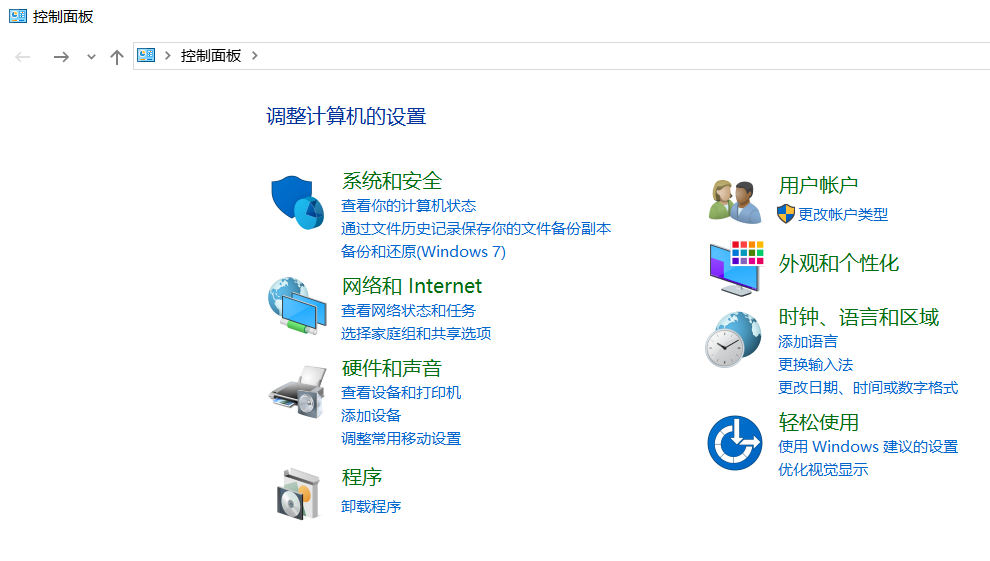 控制面板
控制面板
调整计算机的设置
系统和安全
查看你的计算机状态
通过文件历史记录保存你的文件备份副本
备份和还原(Windows 7)
网络和 Internet
查看网络状态和任务
选择家庭组和共享选项
硬件和声音
查看设备和打印机
添加设备
调整常用移动设置
程序
卸载程序
用户帐户
更改帐户类型
外观和个性化
时钟、语言和区域
添加语言
更换输入法
更改日期、时间或数字格式
轻松使用
使用 Windows 建议的设置
优化视觉显示